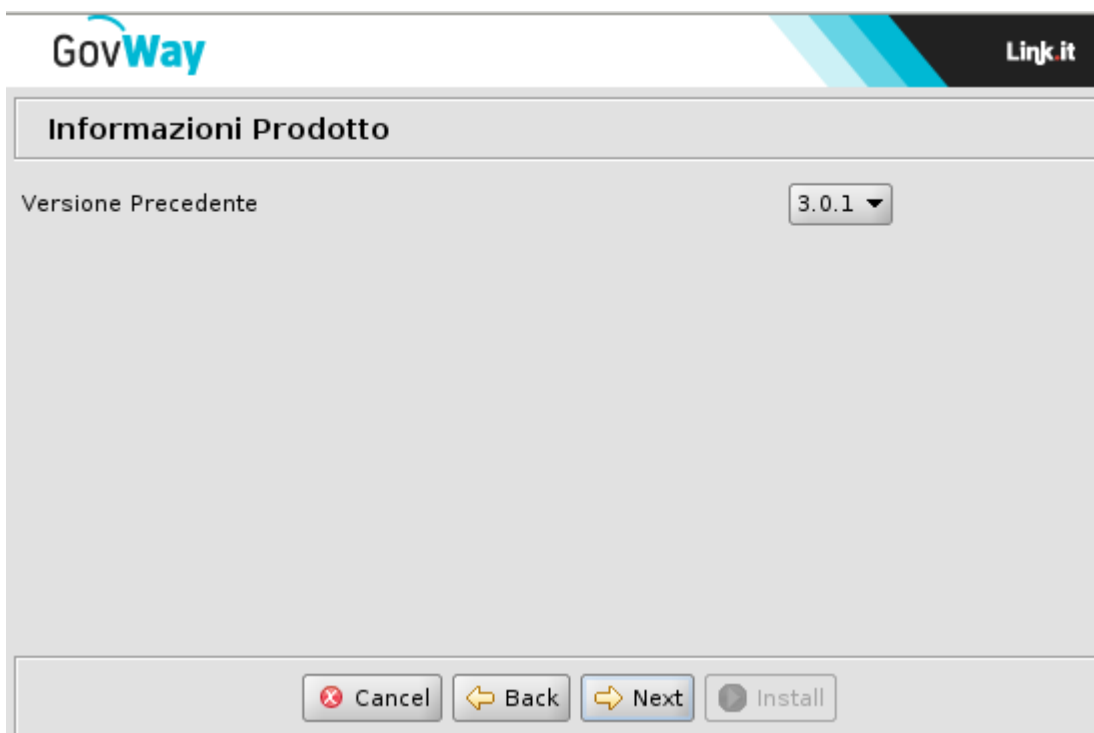 GovWay
Link.it
Informazioni Prodotto
Versione Precedente 3.0.1
Cancel Back Next Install